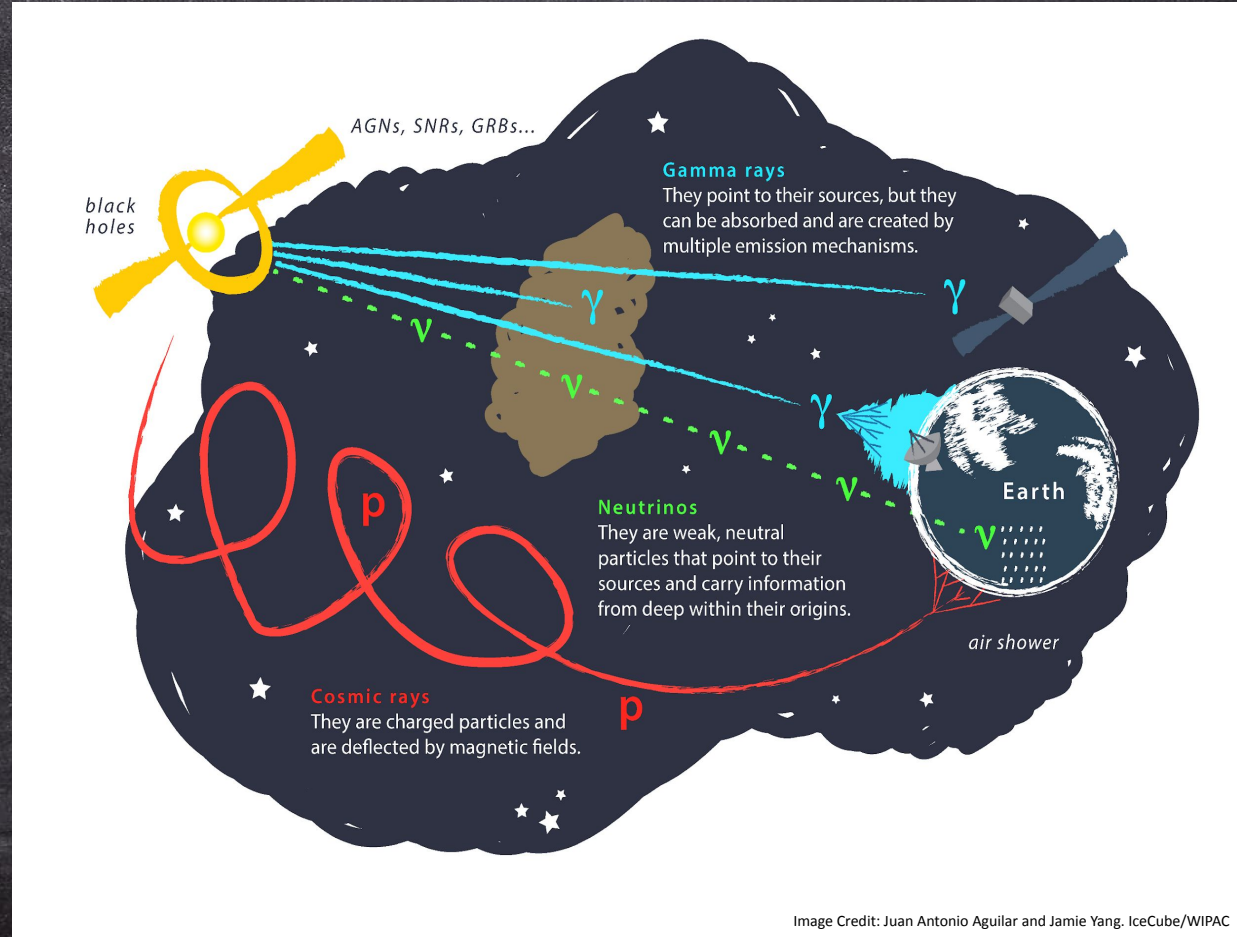 AGNs, SNRs, GRBs...
black
holes
Gamma rays
They point to their sources, but they
can be absorbed and are created by
multiple emission mechanisms.
γ
γ
ν
ν
γ
ν
ν
Earth
ν
p
Neutrinos
They are weak, neutral
particles that point to their
sources and carry information
from deep within their origins.
air shower
Cosmic rays
They are charged particles and
are deflected by magnetic fields.
p
Image Credit: Juan Antonio Aguilar and Jamie Yang. IceCube/WIPAC